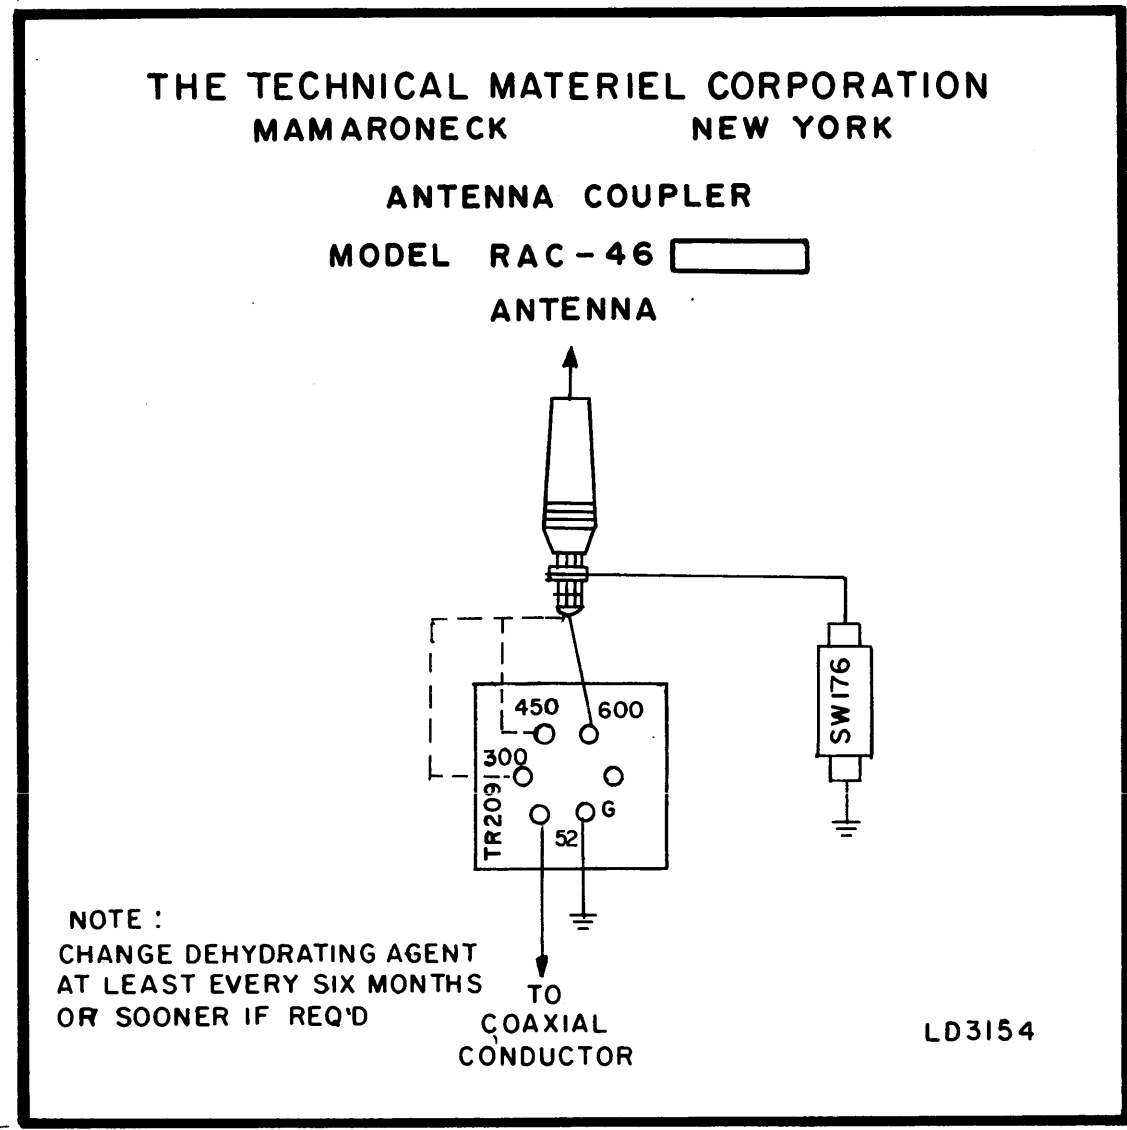 THE TECHNICAL MATERIEL CORPORATION
MAMARONECK NEW YORK
ANTENNA COUPLER
MODEL RAC-46
ANTENNA
450
600
300
TR209
G
52
SW176
NOTE:
CHANGE DEHYDRATING AGENT
AT LEAST EVERY SIX MONTHS
OR SOONER IF REQ'D
TO
COAXIAL
CONDUCTOR
LD3154